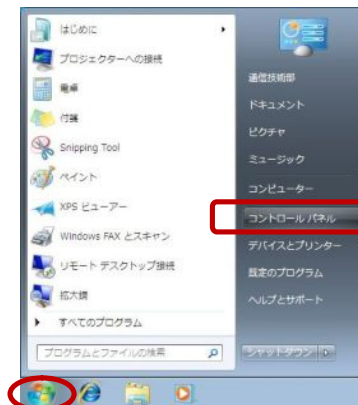 はじめに
プロジェクターへの接続
電卓
付箋
Snipping Tool
ペイント
XPS ビューアー
Windows FAX とスキャン
リモート デスクトップ接続
拡大鏡
すべてのプログラム
プログラムとファイルの検索
通信技術部
ドキュメント
ピクチャ
ミュージック
コンピューター
コントロール パネル
デバイスとプリンター
既定のプログラム
ヘルプとサポート
シャットダウン